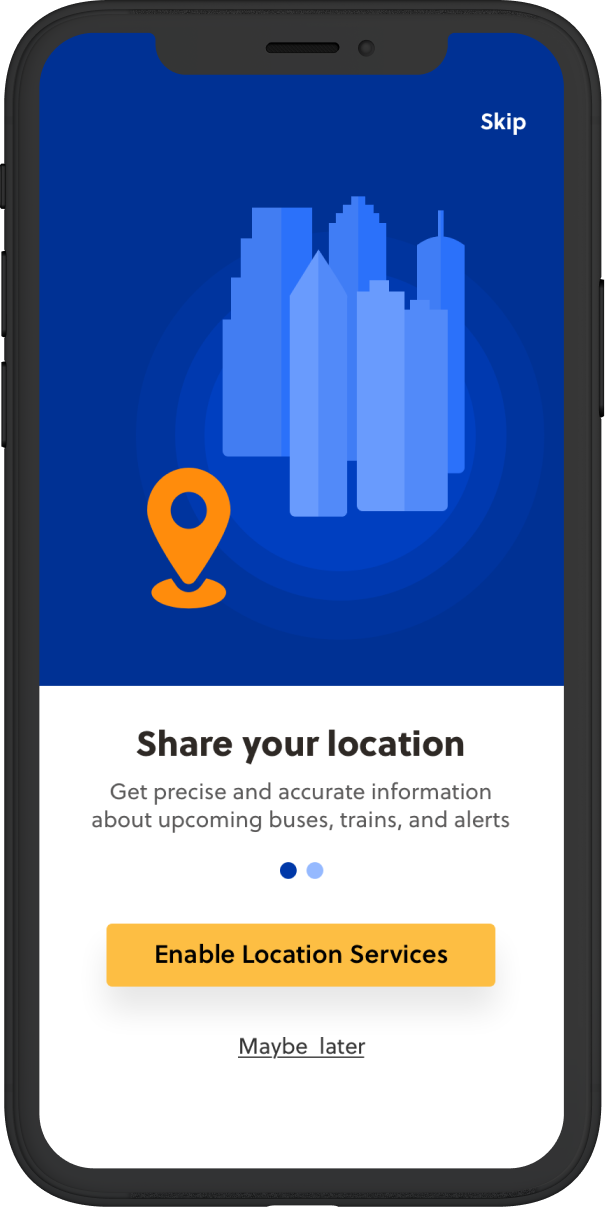 Skip
Share your location
Get precise and accurate information
about upcoming buses, trains, and alerts
Enable Location Services
Maybe later